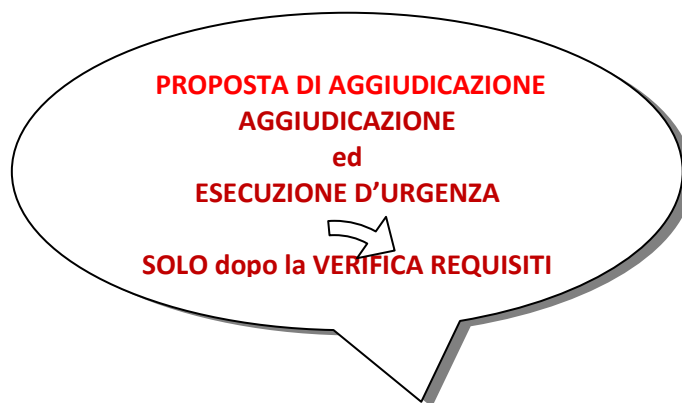 PROPOSTA DI AGGIUDICAZIONE
AGGIUDICAZIONE
ed
ESECUZIONE D’URGENZA
SOLO dopo la VERIFICA REQUISITI